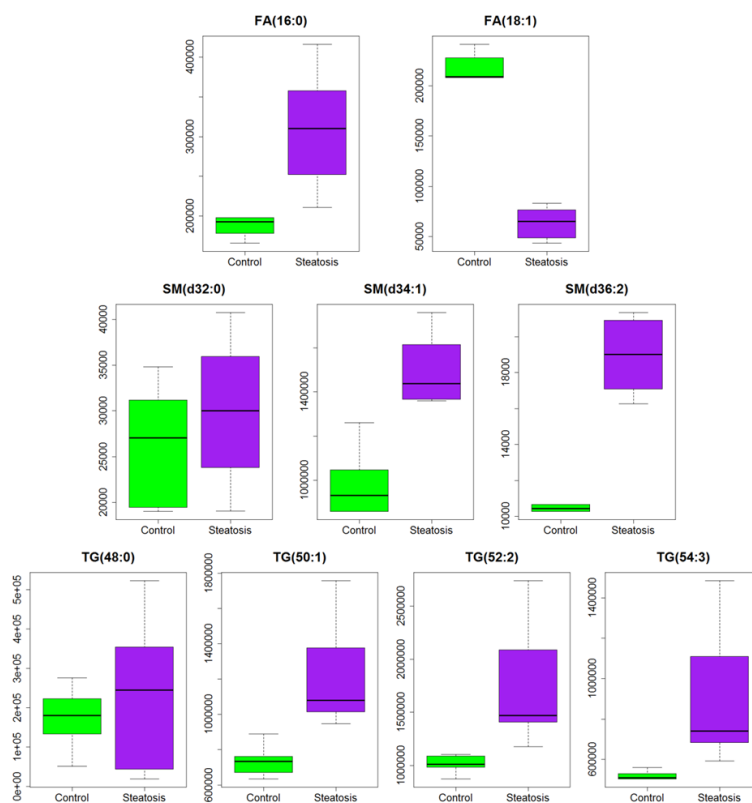 FA(16:0)
FA(18:1)
400000
300000
200000
Control
Steatosis
200000
150000
100000
50000
Control
Steatosis
SM(d32:0)
SM(d34:1)
SM(d36:2)
40000
35000
30000
25000
20000
Control
Steatosis
1400000
1000000
Control
Steatosis
18000
14000
10000
Control
Steatosis
TG(48:0)
TG(50:1)
TG(52:2)
TG(54:3)
5e+05
4e+05
3e+05
2e+05
1e+05
0e+00
Control
Steatosis
1800000
1400000
1000000
600000
Control
Steatosis
2500000
2000000
1500000
1000000
Control
Steatosis
1400000
1000000
600000
Control
Steatosis